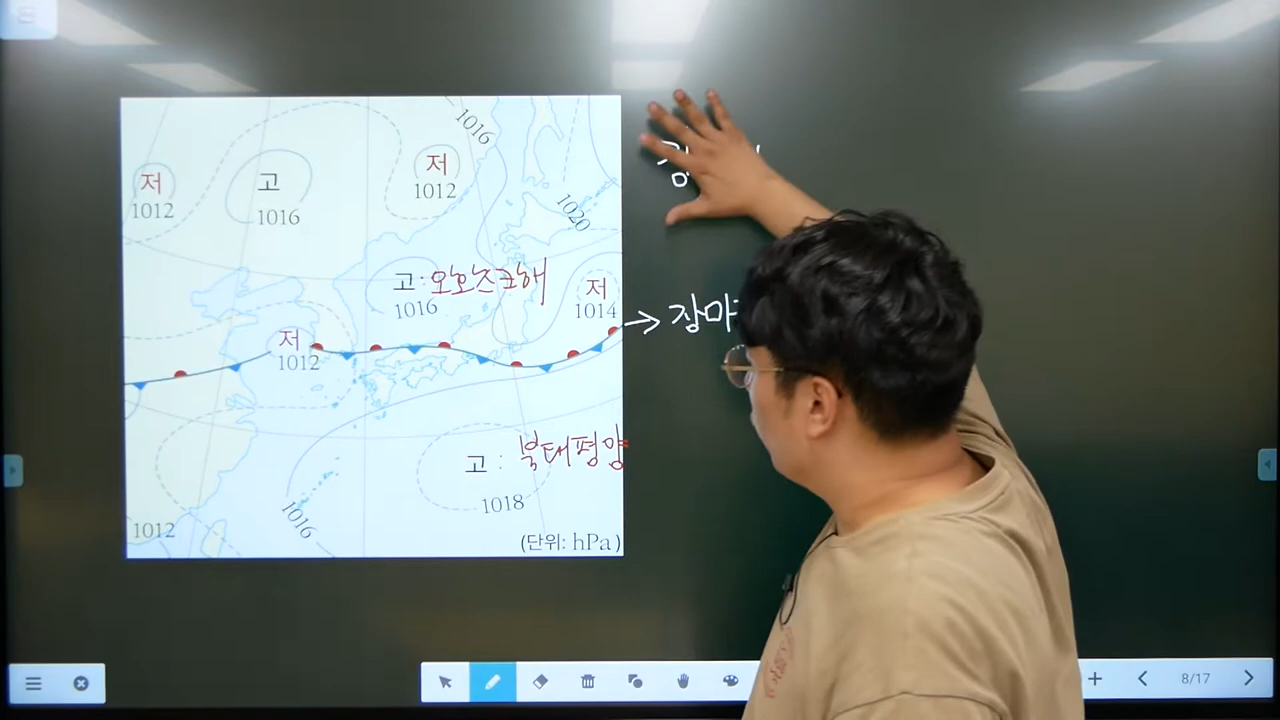 1016
저
1012
고
1016
저
1012
1020
고 : 오호츠크해
1016
저
1014
→ 장마
저
1012
고 : 북태평양
1018
1016
1012
(단위: hPa)
8/17